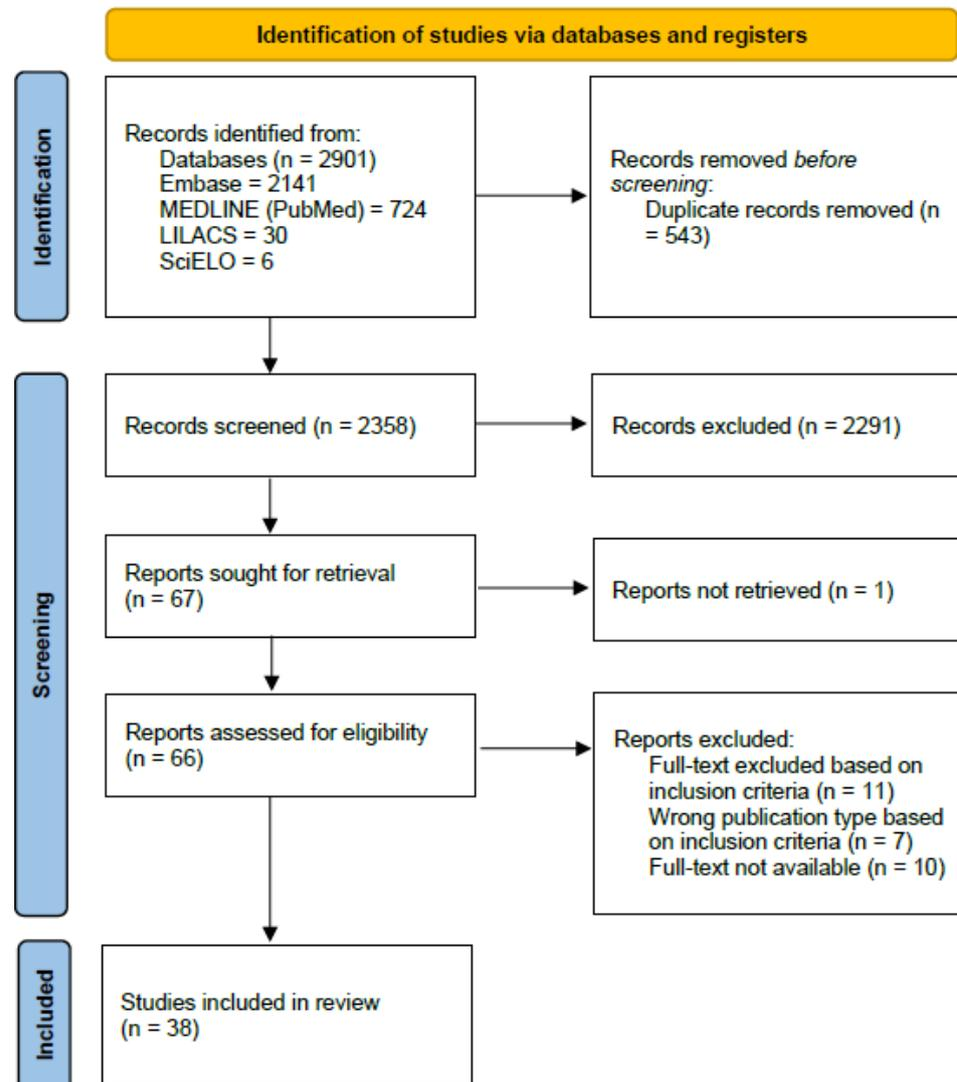 Identification of studies via databases and registers
Identification
Records identified from:
Databases (n = 2901)
Embase = 2141
MEDLINE (PubMed) = 724
LILACS = 30
SciELO = 6
Records removed before
screening:
Duplicate records removed (n
= 543)
Screening
Records screened (n = 2358)
Records excluded (n = 2291)
Reports sought for retrieval
(n = 67)
Reports not retrieved (n = 1)
Reports assessed for eligibility
(n = 66)
Reports excluded:
Full-text excluded based on
inclusion criteria (n = 11)
Wrong publication type based
on inclusion criteria (n = 7)
Full-text not available (n = 10)
Included
Studies included in review
(n = 38)